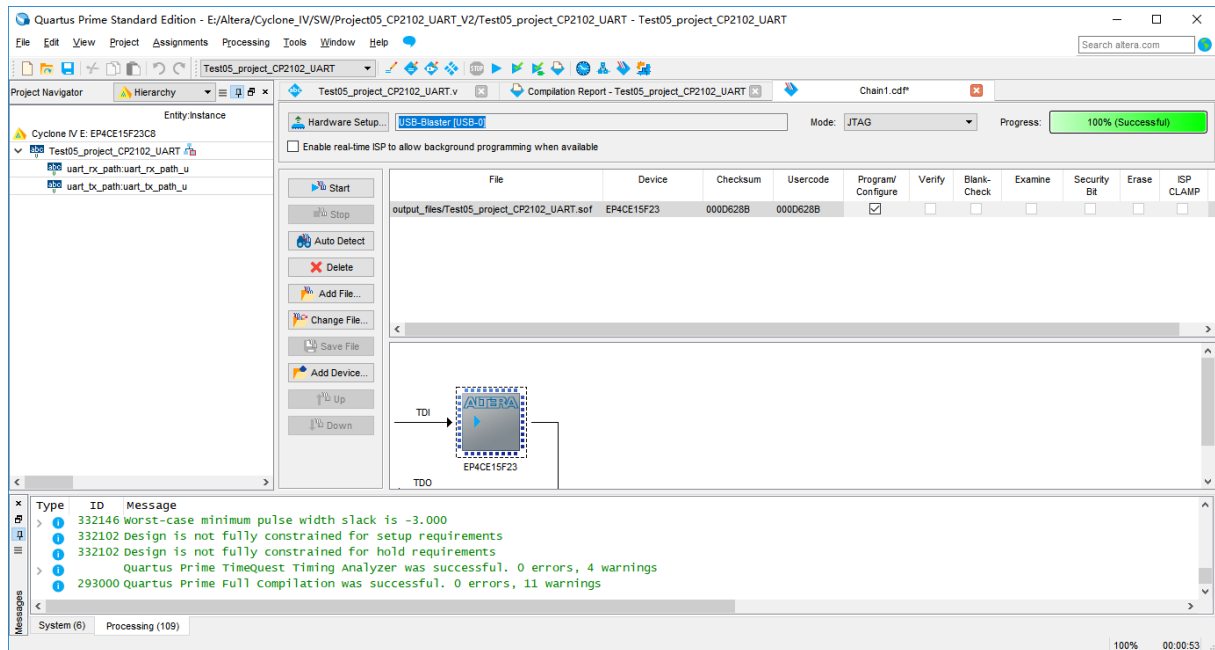 Quartus Prime Standard Edition - E:/Altera/Cyclone_IV/SW/Project05_CP2102_UART_V2/Test05_project_CP2102_UART - Test05_project_CP2102_UART
File Edit View Project Assignments Processing Tools Window Help
Search altera.com
Test05_project_CP2102_UART
Project Navigator Hierarchy
Test05_project_CP2102_UART.v Compilation Report - Test05_project_CP2102_UART Chain1.cdf*
Entity:Instance
Cyclone IV E: EP4CE15F23C8
Test05_project_CP2102_UART
uart_rx_path:uart_rx_path_u
uart_tx_path:uart_tx_path_u
Hardware Setup... USB-Blaster [USB-0] Mode: JTAG Progress: 100% (Successful)
Enable real-time ISP to allow background programming when available
Start
Stop
Auto Detect
Delete
Add File...
Change File...
Save File
Add Device...
Up
Down
File Device Checksum Usercode Program/ Configure Verify Blank- Check Examine Security Bit Erase ISP CLAMP
output_files/Test05_project_CP2102_UART.sof EP4CE15F23 000D628B 000D628B
TDI
ALTERA
EP4CE15F23
TDO
Messages
Type ID Message
332146 Worst-case minimum pulse width slack is -3.000
332102 Design is not fully constrained for setup requirements
332102 Design is not fully constrained for hold requirements
Quartus Prime TimeQuest Timing Analyzer was successful. 0 errors, 4 warnings
293000 Quartus Prime Full Compilation was successful. 0 errors, 11 warnings
System (6) Processing (109)
100% 00:00:53